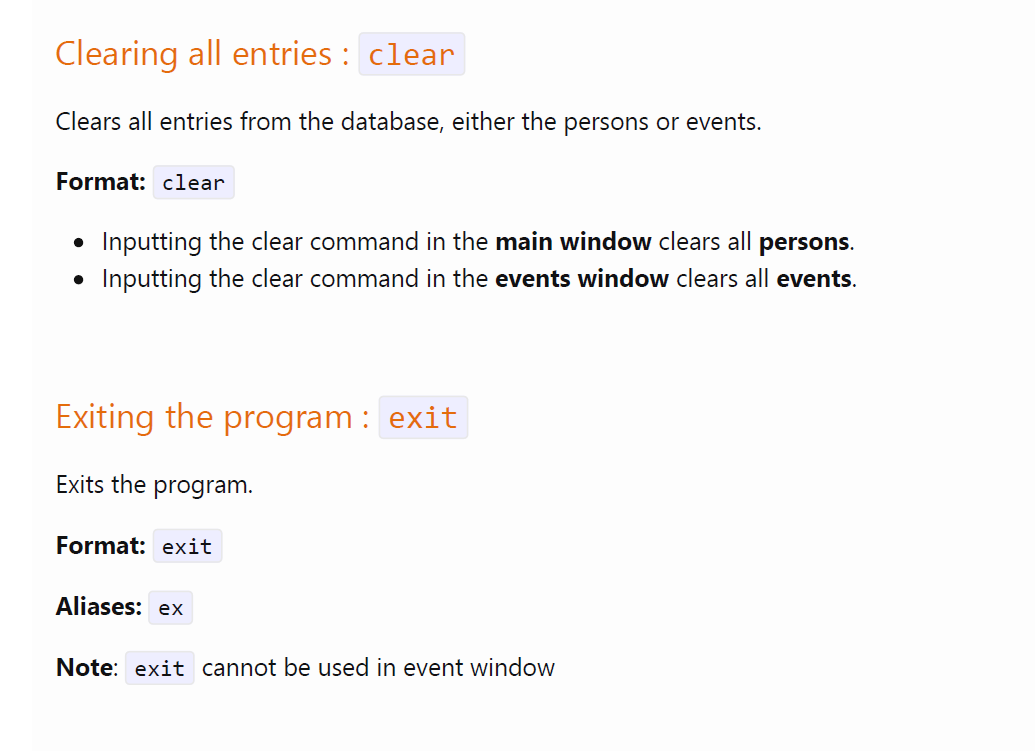 Clearing all entries : clear
Clears all entries from the database, either the persons or events.
Format: clear
• Inputting the clear command in the main window clears all persons.
• Inputting the clear command in the events window clears all events.
Exiting the program : exit
Exits the program.
Format: exit
Aliases: ex
Note: exit cannot be used in event window